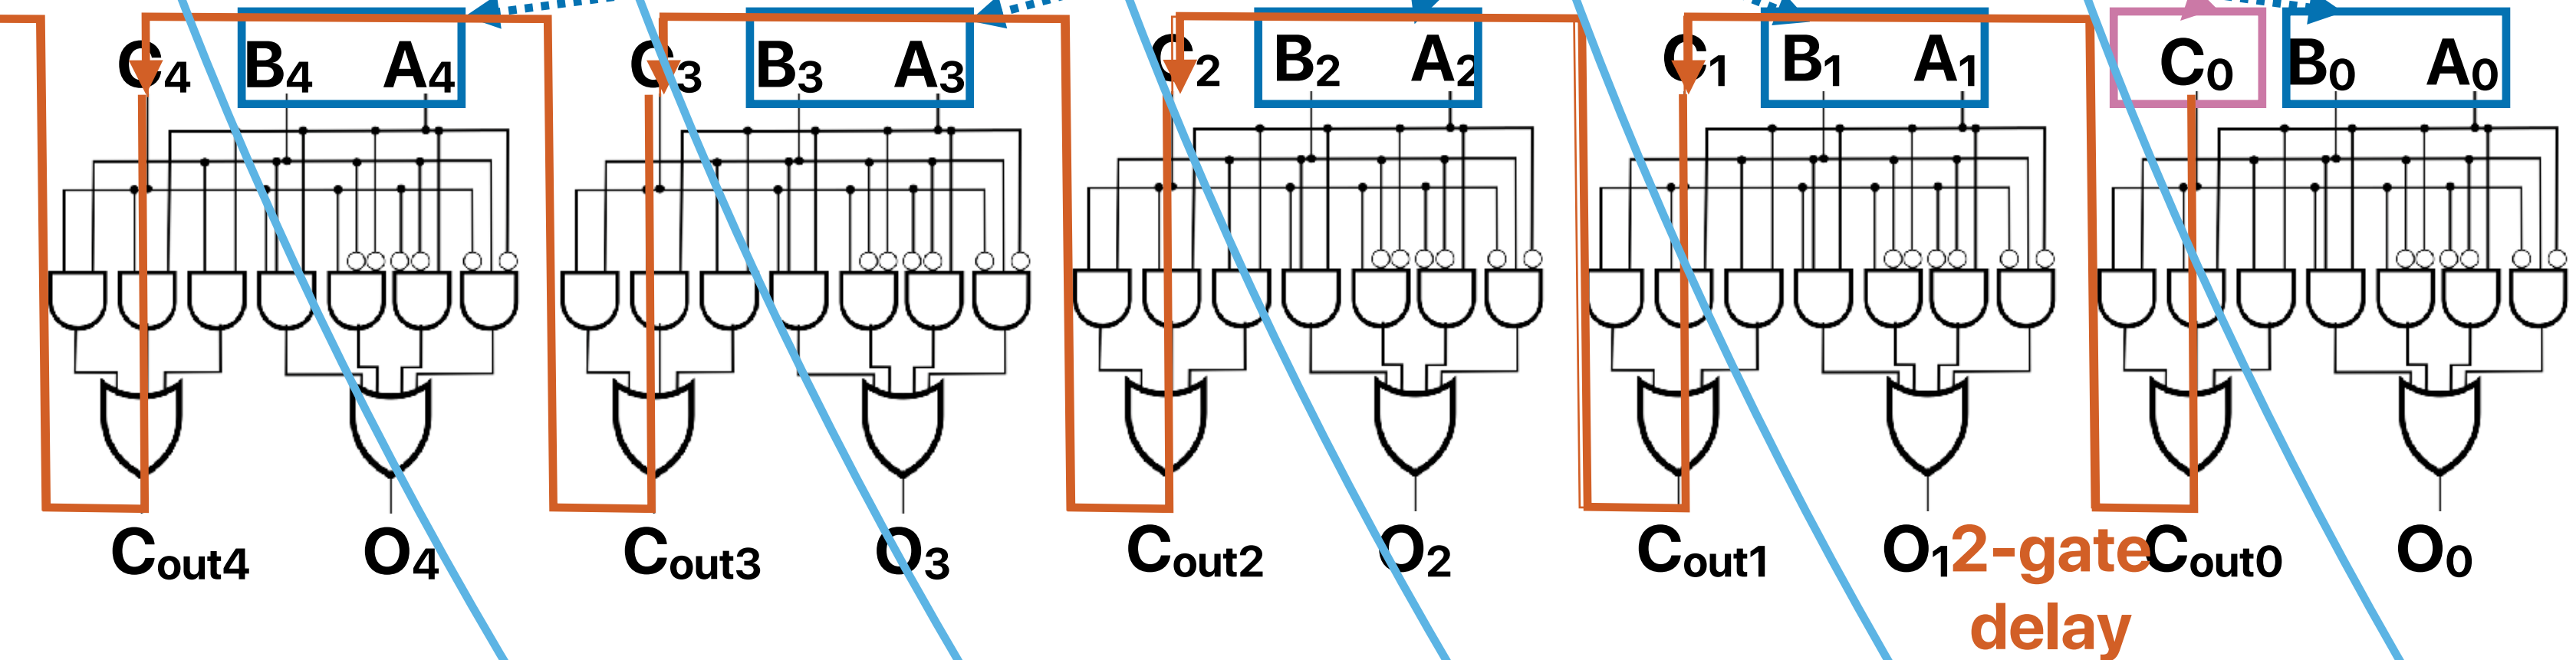 C4 B4 A4 C3 B3 A3 C2 B2 A2 C1 B1 A1 C0 B0 A0
Cout4 O4 Cout3 O3 Cout2 O2 Cout1 O1 2-gate Cout0 O0
delay